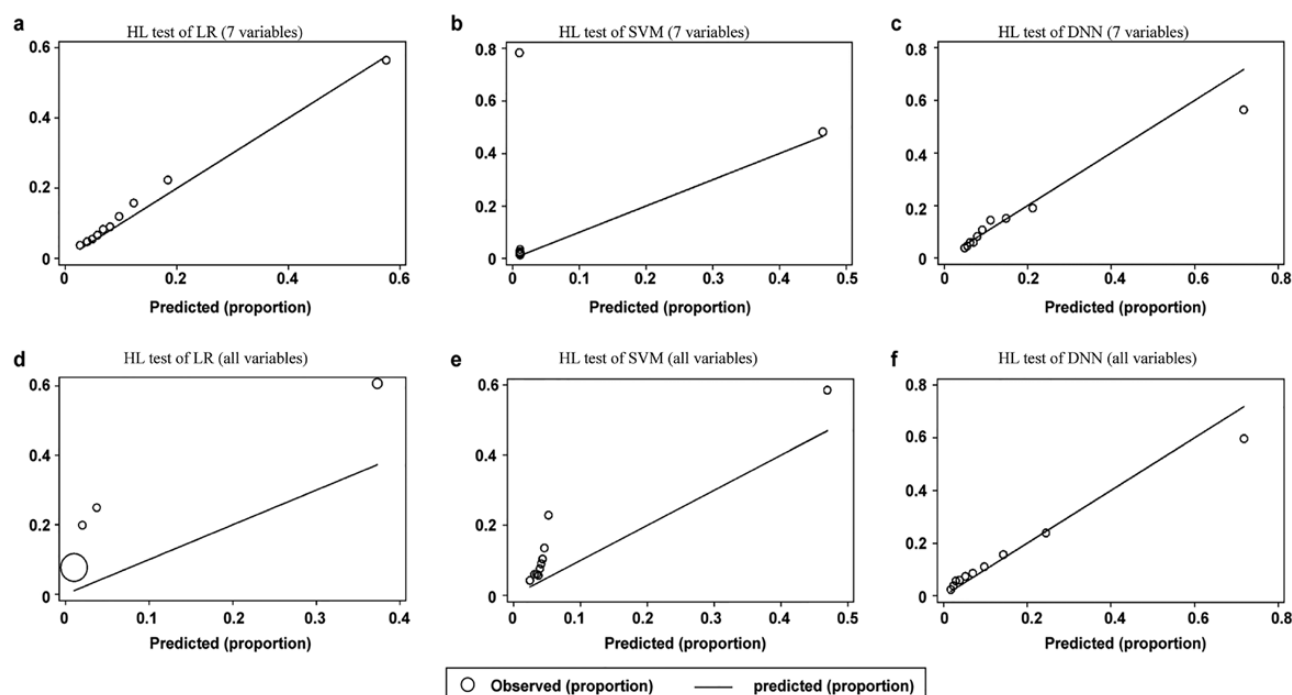 a
HL test of LR (7 variables)
0.6
0.4
0.2
0
0 0.2 0.4 0.6
Predicted (proportion)
b
HL test of SVM (7 variables)
0.8
0.6
0.4
0.2
0
0 0.1 0.2 0.3 0.4 0.5
Predicted (proportion)
c
HL test of DNN (7 variables)
0.8
0.6
0.4
0.2
0
0 0.2 0.4 0.6 0.8
Predicted (proportion)
d
HL test of LR (all variables)
0.6
0.4
0.2
0
0 0.1 0.2 0.3 0.4
Predicted (proportion)
e
HL test of SVM (all variables)
0.6
0.4
0.2
0
0 0.1 0.2 0.3 0.4 0.5
Predicted (proportion)
f
HL test of DNN (all variables)
0.8
0.6
0.4
0.2
0
0 0.2 0.4 0.6 0.8
Predicted (proportion)
Observed (proportion) predicted (proportion)